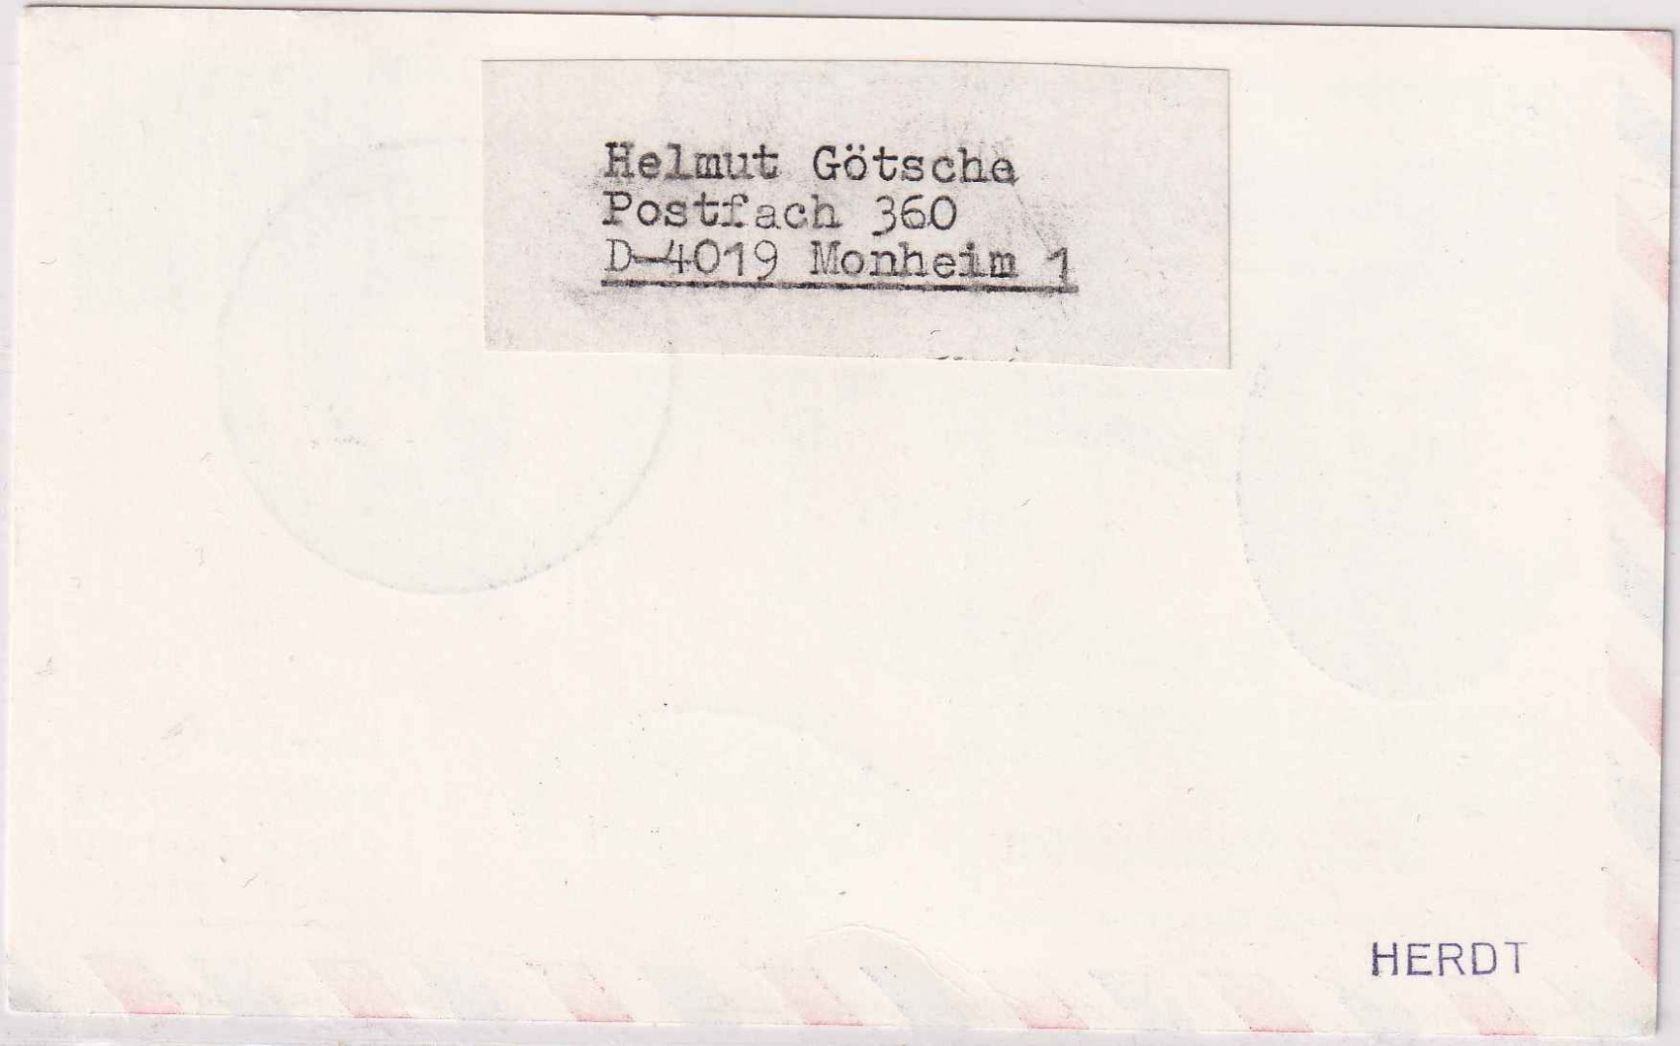 Helmut Götsche
Postfach 360
D-4019 Monheim 1
HERDT